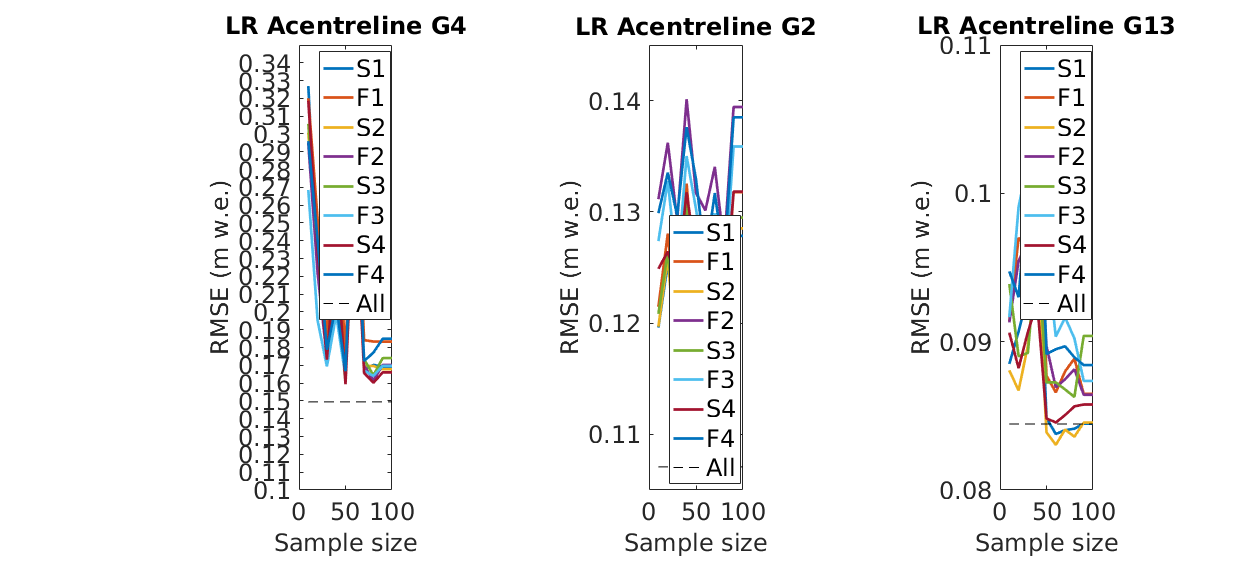 LR Acentreline G4
0.34
0.33
0.32
0.31
0.3
0.29
0.28
0.27
0.26
0.25
0.24
0.23
0.22
0.21
0.2
0.19
0.18
0.17
0.16
0.15
0.14
0.13
0.12
0.11
0.1
RMSE (m w.e.)
S1
F1
S2
F2
S3
F3
S4
F4
All
0 50 100
Sample size
LR Acentreline G2
0.14
0.13
0.12
0.11
RMSE (m w.e.)
S1
F1
S2
F2
S3
F3
S4
F4
All
0 50 100
Sample size
LR Acentreline G13
0.11
0.1
0.09
0.08
RMSE (m w.e.)
S1
F1
S2
F2
S3
F3
S4
F4
All
0 50 100
Sample size